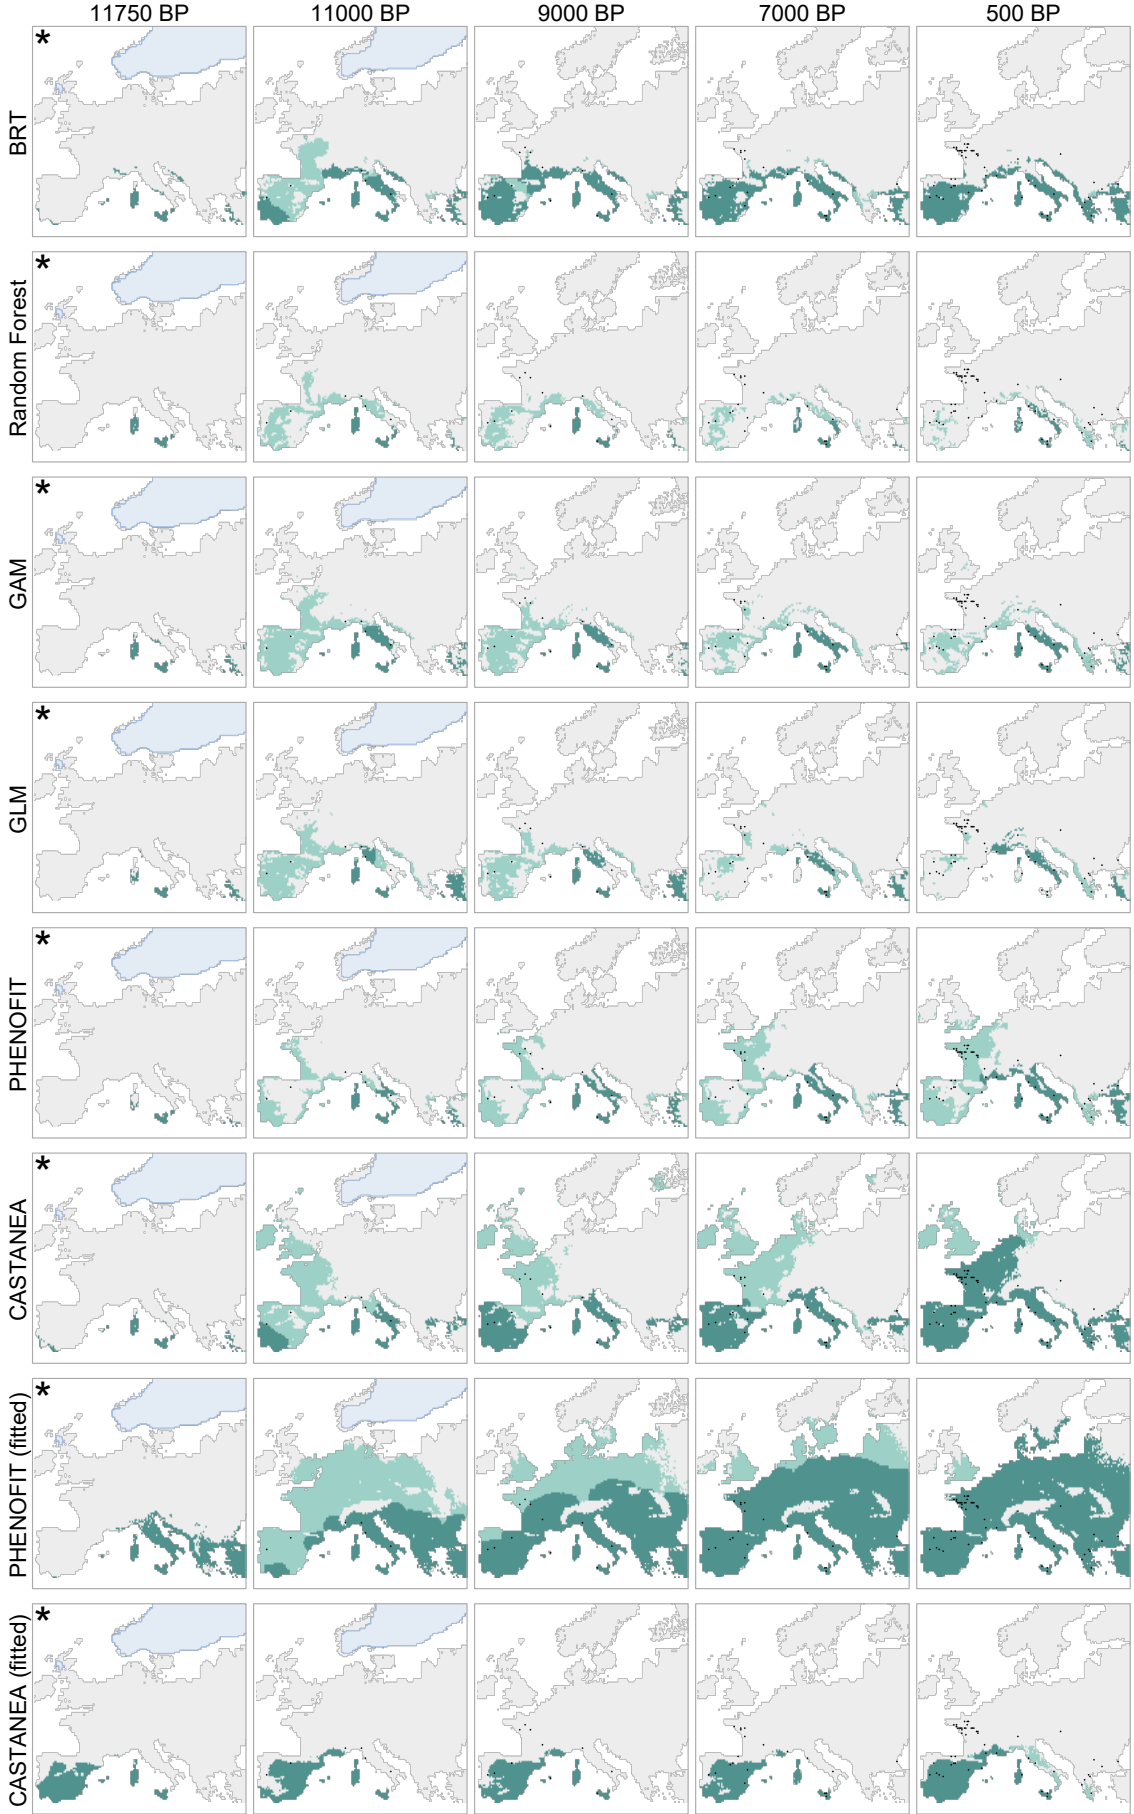 11750 BP 11000 BP 9000 BP 7000 BP 500 BP
BRT
*
Random Forest
*
GAM
*
GLM
*
PHENOFIT
*
CASTANEA
*
PHENOFIT (fitted)
*
CASTANEA (fitted)
*